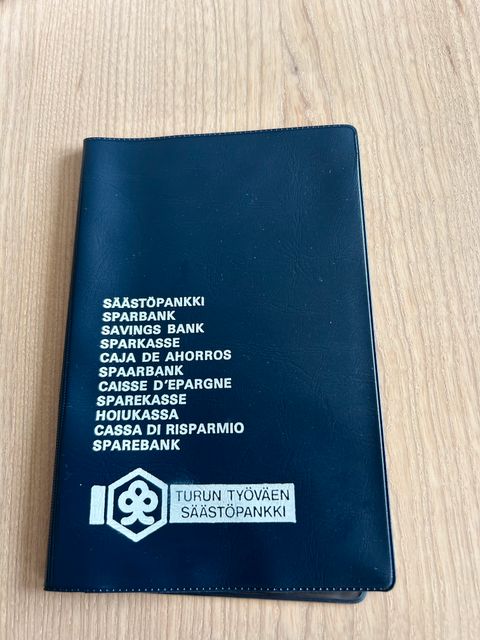 SÄÄSTÖPANKKI
SPARBANK
SAVINGS BANK
SPARKASSE
CAJA DE AHORROS
SPAARBANK
CAISSE D'EPARGNE
SPAREKASSE
HOIUKASSA
CASSA DI RISPARMIO
SPAREBANK
TURUN TYÖVÄEN
SÄÄSTÖPANKKI